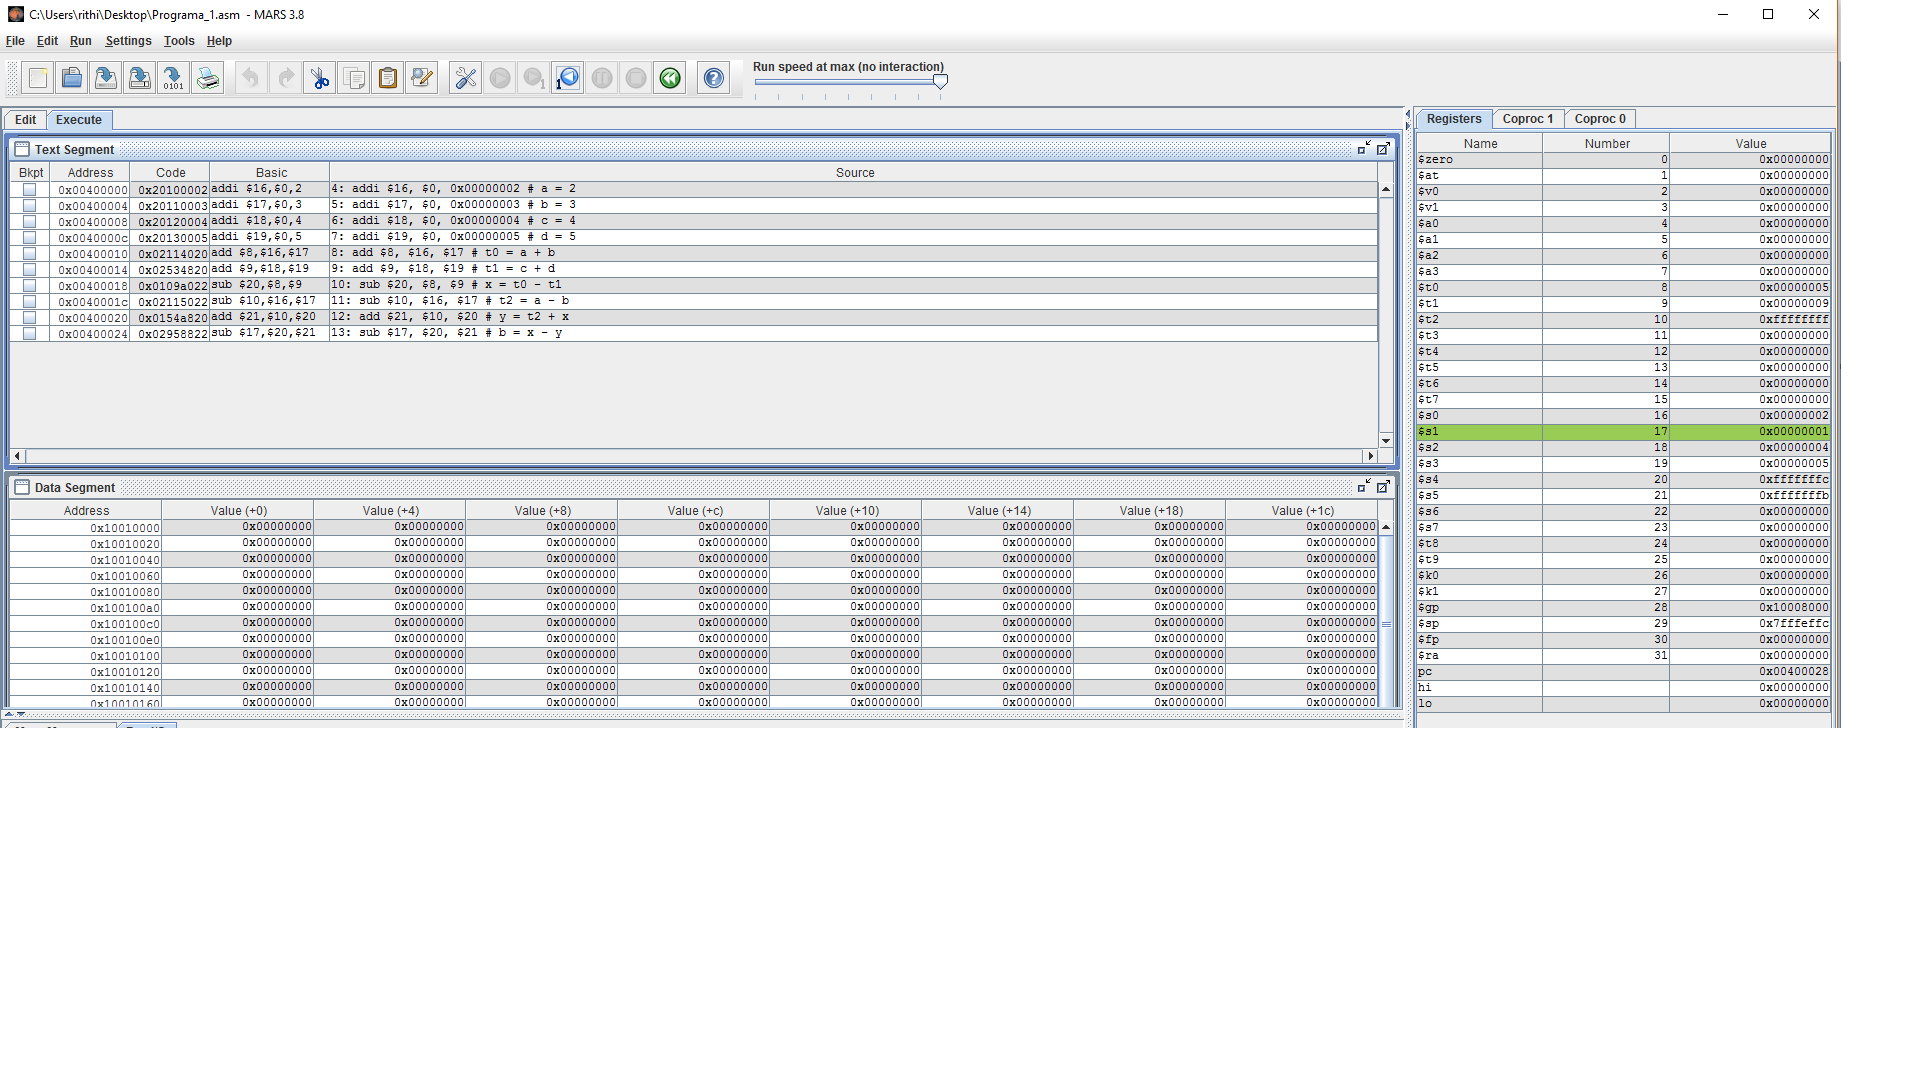 C:\Users\rithi\Desktop\Programa_1.asm - MARS 3.8
File Edit Run Settings Tools Help
Run speed at max (no interaction)
Edit Execute
Text Segment
Bkpt Address Code Basic Source
0x00400000 0x20100002 addi $16,$0,2 4: addi $16, $0, 0x00000002 # a = 2
0x00400004 0x20110003 addi $17,$0,3 5: addi $17, $0, 0x00000003 # b = 3
0x00400008 0x20120004 addi $18,$0,4 6: addi $18, $0, 0x00000004 # c = 4
0x0040000c 0x20130005 addi $19,$0,5 7: addi $19, $0, 0x00000005 # d = 5
0x00400010 0x02114020 add $8,$16,$17 8: add $8, $16, $17 # t0 = a + b
0x00400014 0x02534820 add $9,$18,$19 9: add $9, $18, $19 # t1 = c + d
0x00400018 0x0109a022 sub $20,$8,$9 10: sub $20, $8, $9 # x = t0 - t1
0x0040001c 0x02115022 sub $10,$16,$17 11: sub $10, $16, $17 # t2 = a - b
0x00400020 0x0154a820 add $21,$10,$20 12: add $21, $10, $20 # y = t2 + x
0x00400024 0x02958822 sub $17,$20,$21 13: sub $17, $20, $21 # b = x - y
Data Segment
Address Value (+0) Value (+4) Value (+8) Value (+c) Value (+10) Value (+14) Value (+18) Value (+1c)
0x10010000 0x00000000 0x00000000 0x00000000 0x00000000 0x00000000 0x00000000 0x00000000 0x00000000
0x10010020 0x00000000 0x00000000 0x00000000 0x00000000 0x00000000 0x00000000 0x00000000 0x00000000
0x10010040 0x00000000 0x00000000 0x00000000 0x00000000 0x00000000 0x00000000 0x00000000 0x00000000
0x10010060 0x00000000 0x00000000 0x00000000 0x00000000 0x00000000 0x00000000 0x00000000 0x00000000
0x10010080 0x00000000 0x00000000 0x00000000 0x00000000 0x00000000 0x00000000 0x00000000 0x00000000
0x100100a0 0x00000000 0x00000000 0x00000000 0x00000000 0x00000000 0x00000000 0x00000000 0x00000000
0x100100c0 0x00000000 0x00000000 0x00000000 0x00000000 0x00000000 0x00000000 0x00000000 0x00000000
0x100100e0 0x00000000 0x00000000 0x00000000 0x00000000 0x00000000 0x00000000 0x00000000 0x00000000
0x10010100 0x00000000 0x00000000 0x00000000 0x00000000 0x00000000 0x00000000 0x00000000 0x00000000
0x10010120 0x00000000 0x00000000 0x00000000 0x00000000 0x00000000 0x00000000 0x00000000 0x00000000
0x10010140 0x00000000 0x00000000 0x00000000 0x00000000 0x00000000 0x00000000 0x00000000 0x00000000
0x10010160 0x00000000 0x00000000 0x00000000 0x00000000 0x00000000 0x00000000 0x00000000 0x00000000
Registers Coproc 1 Coproc 0
Name Number Value
$zero 0 0x00000000
$at 1 0x00000000
$v0 2 0x00000000
$v1 3 0x00000000
$a0 4 0x00000000
$a1 5 0x00000000
$a2 6 0x00000000
$a3 7 0x00000000
$t0 8 0x00000005
$t1 9 0x00000009
$t2 10 0xffffffff
$t3 11 0x00000000
$t4 12 0x00000000
$t5 13 0x00000000
$t6 14 0x00000000
$t7 15 0x00000000
$s0 16 0x00000002
$s1 17 0x00000001
$s2 18 0x00000004
$s3 19 0x00000005
$s4 20 0xfffffffc
$s5 21 0xfffffffb
$s6 22 0x00000000
$s7 23 0x00000000
$t8 24 0x00000000
$t9 25 0x00000000
$k0 26 0x00000000
$k1 27 0x00000000
$gp 28 0x10008000
$sp 29 0x7fffeffc
$fp 30 0x00000000
$ra 31 0x00000000
pc 0x00400028
hi 0x00000000
lo 0x00000000